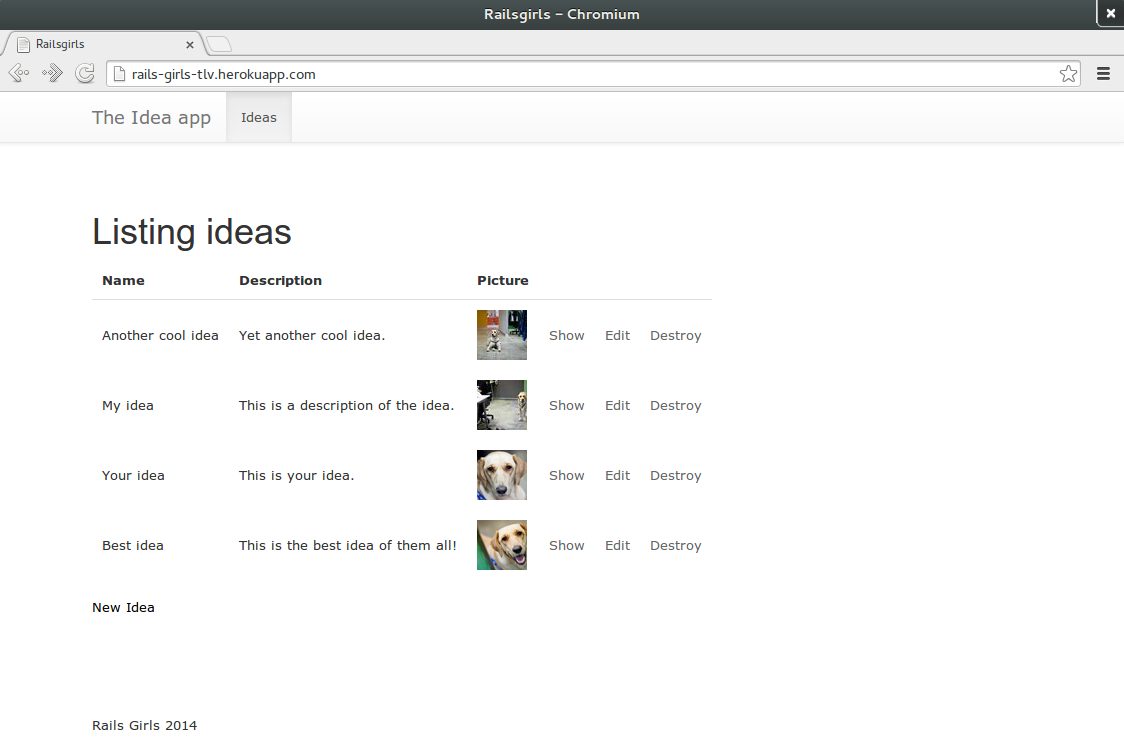 Railsgirls – Chromium
Railsgirls
rails-girls-tlv.herokuapp.com
The Idea app Ideas
Listing ideas
Name Description Picture
Another cool idea Yet another cool idea. Show Edit Destroy
My idea This is a description of the idea. Show Edit Destroy
Your idea This is your idea. Show Edit Destroy
Best idea This is the best idea of them all! Show Edit Destroy
New Idea
Rails Girls 2014